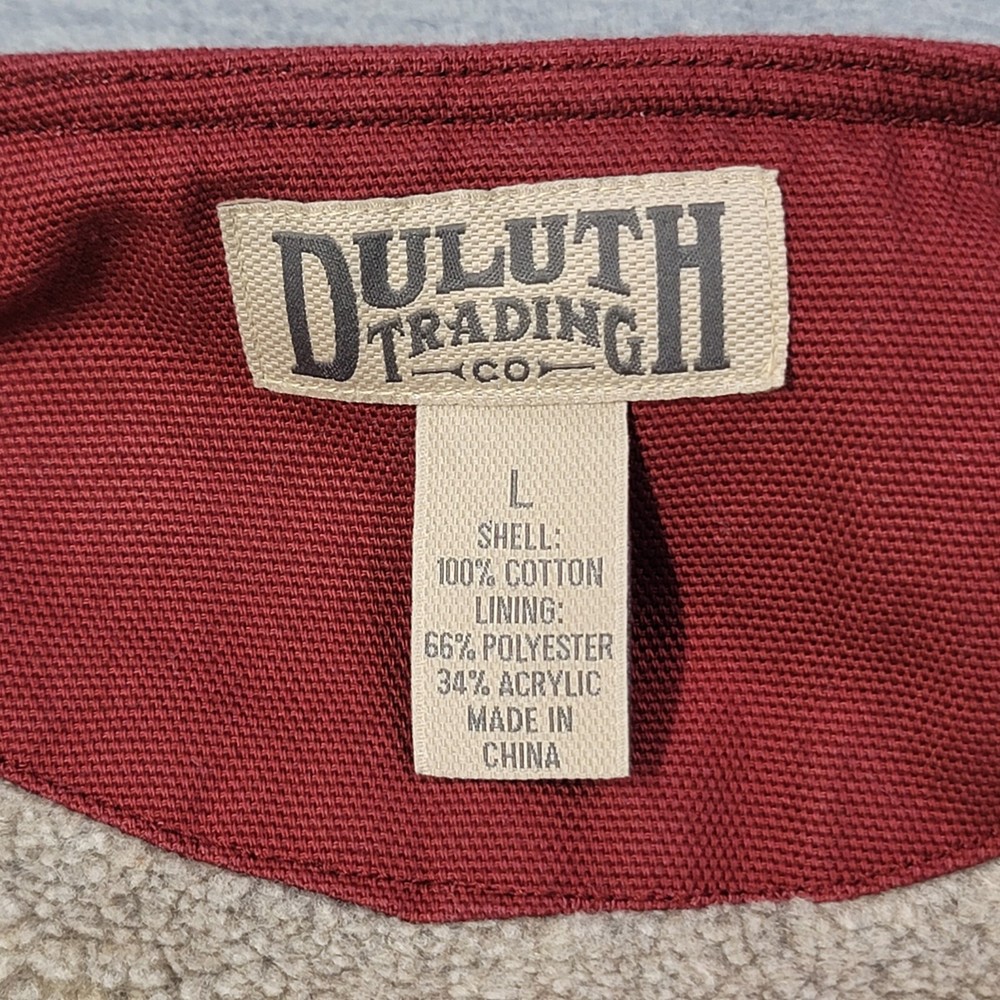 DULUTH
TRADING
CO
L
SHELL:
100% COTTON
LINING:
66% POLYESTER
34% ACRYLIC
MADE IN
CHINA